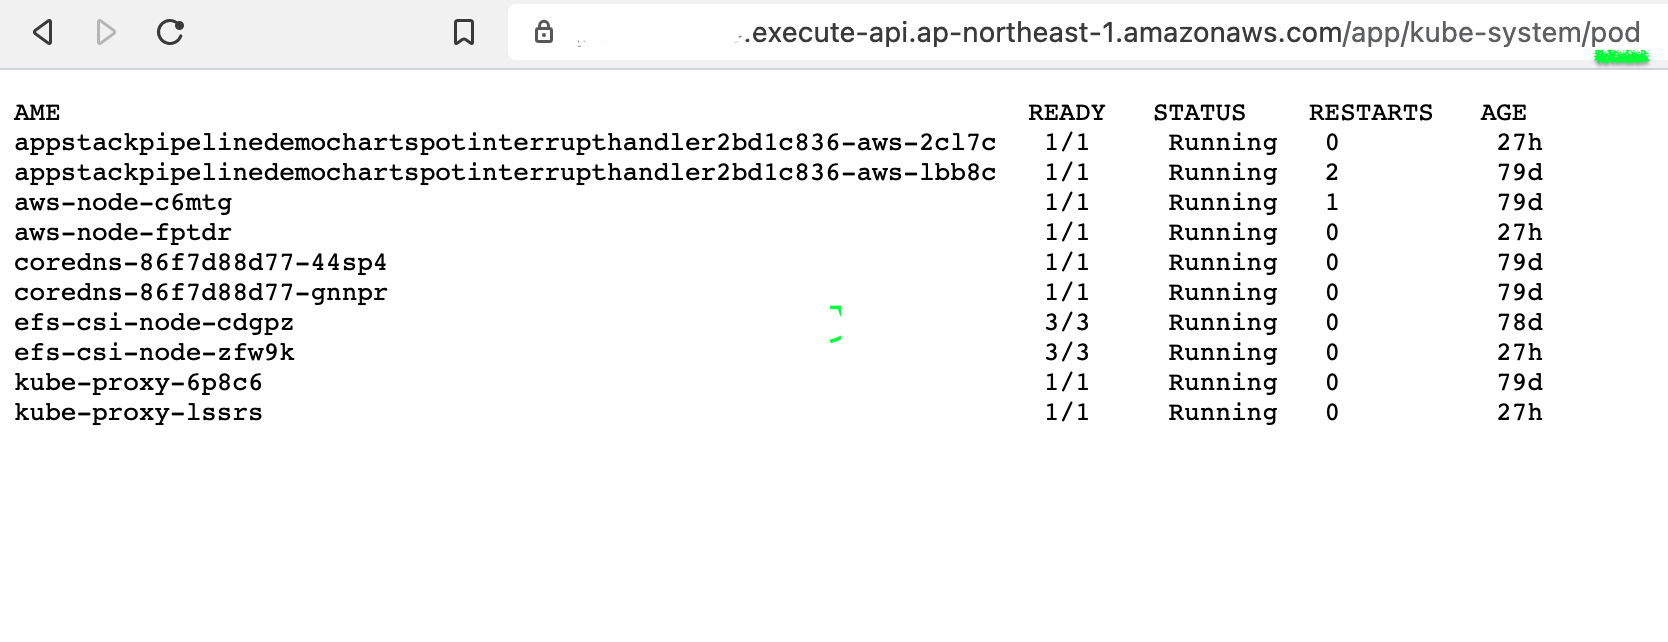 .execute-api.ap-northeast-1.amazonaws.com/app/kube-system/pod
AME READY STATUS RESTARTS AGE
appstackpipelinedemochartspotinterrupthandler2bd1c836-aws-2cl7c 1/1 Running 0 27h
appstackpipelinedemochartspotinterrupthandler2bd1c836-aws-lbb8c 1/1 Running 2 79d
aws-node-c6mtg 1/1 Running 1 79d
aws-node-fptdr 1/1 Running 0 27h
coredns-86f7d88d77-44sp4 1/1 Running 0 79d
coredns-86f7d88d77-gnnpr 1/1 Running 0 79d
efs-csi-node-cdgpz 3/3 Running 0 78d
efs-csi-node-zfw9k 3/3 Running 0 27h
kube-proxy-6p8c6 1/1 Running 0 79d
kube-proxy-lssrs 1/1 Running 0 27h